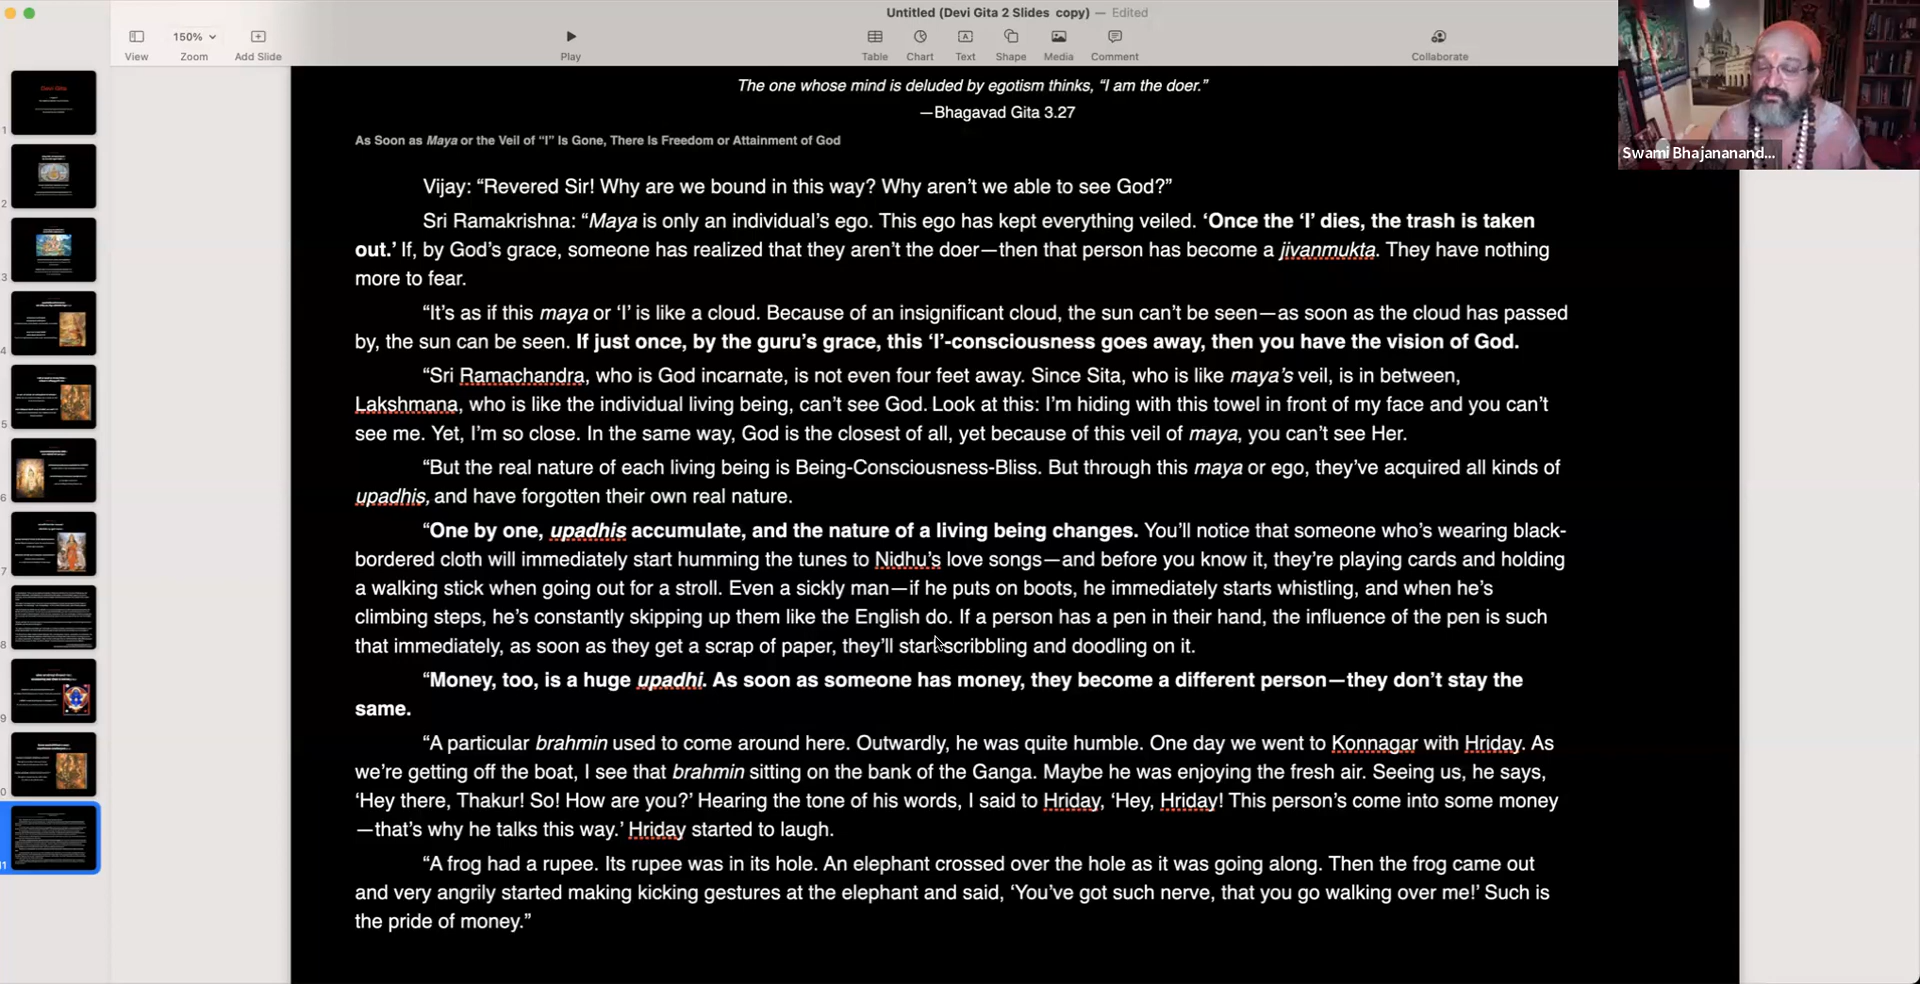 Untitled (Devi Gita 2 Slides copy) — Edited
150%
View
Zoom
Add Slide
Play
Table
Chart
Text
Shape
Media
Comment
Collaborate
Swami Bhajananand...
Devi Gita
1
2
3
4
5
6
7
8
9
0
11
The one whose mind is deluded by egotism thinks, “I am the doer.”
—Bhagavad Gita 3.27
As Soon as Maya or the Veil of “I” Is Gone, There Is Freedom or Attainment of God
Vijay: “Revered Sir! Why are we bound in this way? Why aren’t we able to see God?”
Sri Ramakrishna: “Maya is only an individual’s ego. This ego has kept everything veiled. ‘Once the ‘I’ dies, the trash is taken
out.’ If, by God’s grace, someone has realized that they aren’t the doer—then that person has become a jivanmukta. They have nothing
more to fear.
“It’s as if this maya or ‘I’ is like a cloud. Because of an insignificant cloud, the sun can’t be seen—as soon as the cloud has passed
by, the sun can be seen. If just once, by the guru’s grace, this ‘I’-consciousness goes away, then you have the vision of God.
“Sri Ramachandra, who is God incarnate, is not even four feet away. Since Sita, who is like maya’s veil, is in between,
Lakshmana, who is like the individual living being, can’t see God. Look at this: I’m hiding with this towel in front of my face and you can’t
see me. Yet, I’m so close. In the same way, God is the closest of all, yet because of this veil of maya, you can’t see Her.
“But the real nature of each living being is Being-Consciousness-Bliss. But through this maya or ego, they’ve acquired all kinds of
upadhis, and have forgotten their own real nature.
“One by one, upadhis accumulate, and the nature of a living being changes. You’ll notice that someone who’s wearing black-
bordered cloth will immediately start humming the tunes to Nidhu’s love songs—and before you know it, they’re playing cards and holding
a walking stick when going out for a stroll. Even a sickly man—if he puts on boots, he immediately starts whistling, and when he’s
climbing steps, he’s constantly skipping up them like the English do. If a person has a pen in their hand, the influence of the pen is such
that immediately, as soon as they get a scrap of paper, they’ll start scribbling and doodling on it.
“Money, too, is a huge upadhi. As soon as someone has money, they become a different person—they don’t stay the
same.
“A particular brahmin used to come around here. Outwardly, he was quite humble. One day we went to Konnagar with Hriday. As
we’re getting off the boat, I see that brahmin sitting on the bank of the Ganga. Maybe he was enjoying the fresh air. Seeing us, he says,
‘Hey there, Thakur! So! How are you?’ Hearing the tone of his words, I said to Hriday, ‘Hey, Hriday! This person’s come into some money
—that’s why he talks this way.’ Hriday started to laugh.
“A frog had a rupee. Its rupee was in its hole. An elephant crossed over the hole as it was going along. Then the frog came out
and very angrily started making kicking gestures at the elephant and said, ‘You’ve got such nerve, that you go walking over me!’ Such is
the pride of money.”